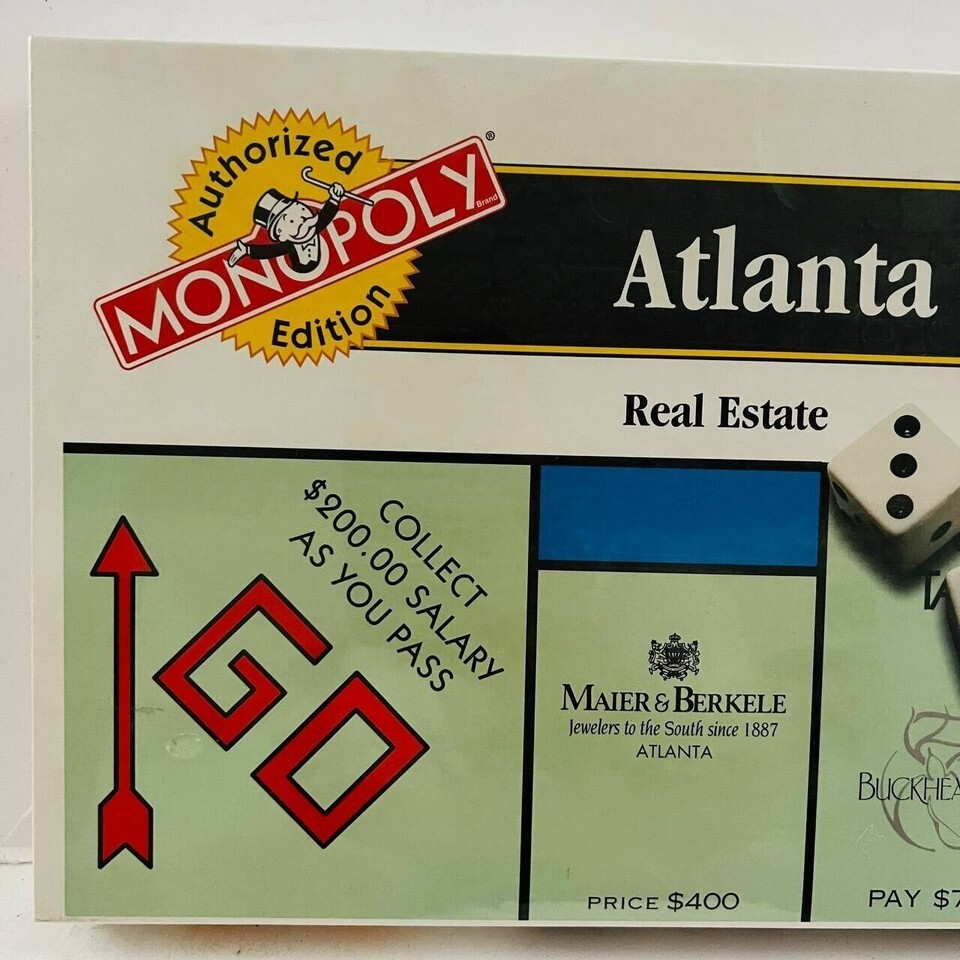 Authorized
MONOPOLY®
Brand
Edition
Atlanta
Real Estate
COLLECT
$200.00 SALARY
AS YOU PASS
GO
MAIER & BERKELE
Jewelers to the South since 1887
ATLANTA
PRICE $400
PAY $7